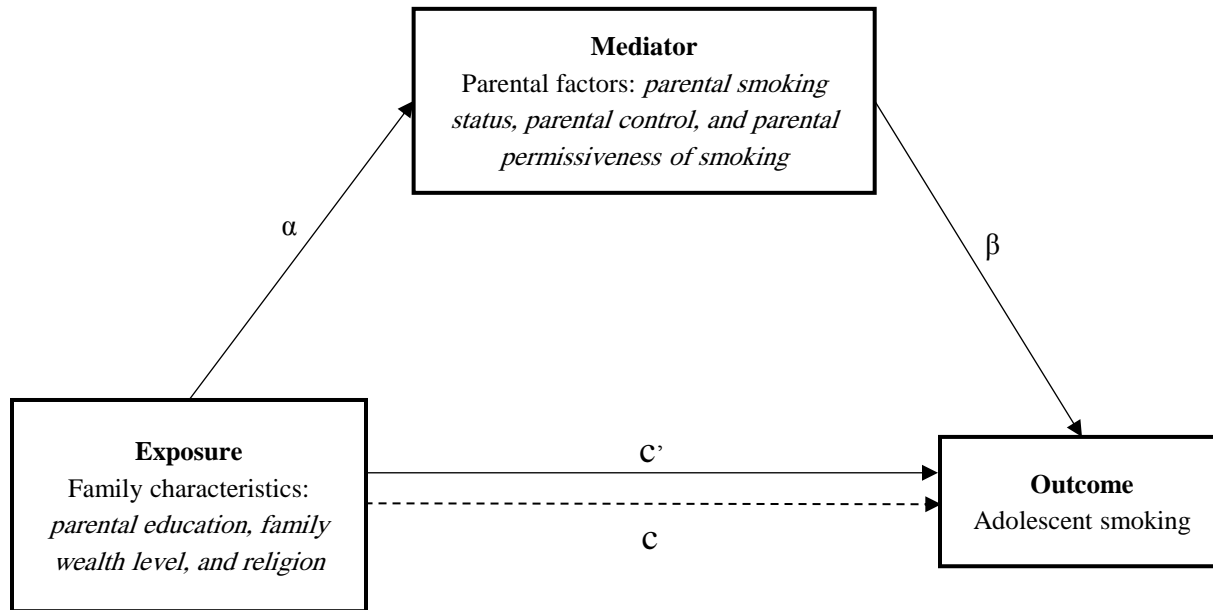 Mediator
Parental factors: parental smoking
status, parental control, and parental
permissiveness of smoking
α
β
Exposure
Family characteristics:
parental education, family
wealth level, and religion
c’
c
Outcome
Adolescent smoking